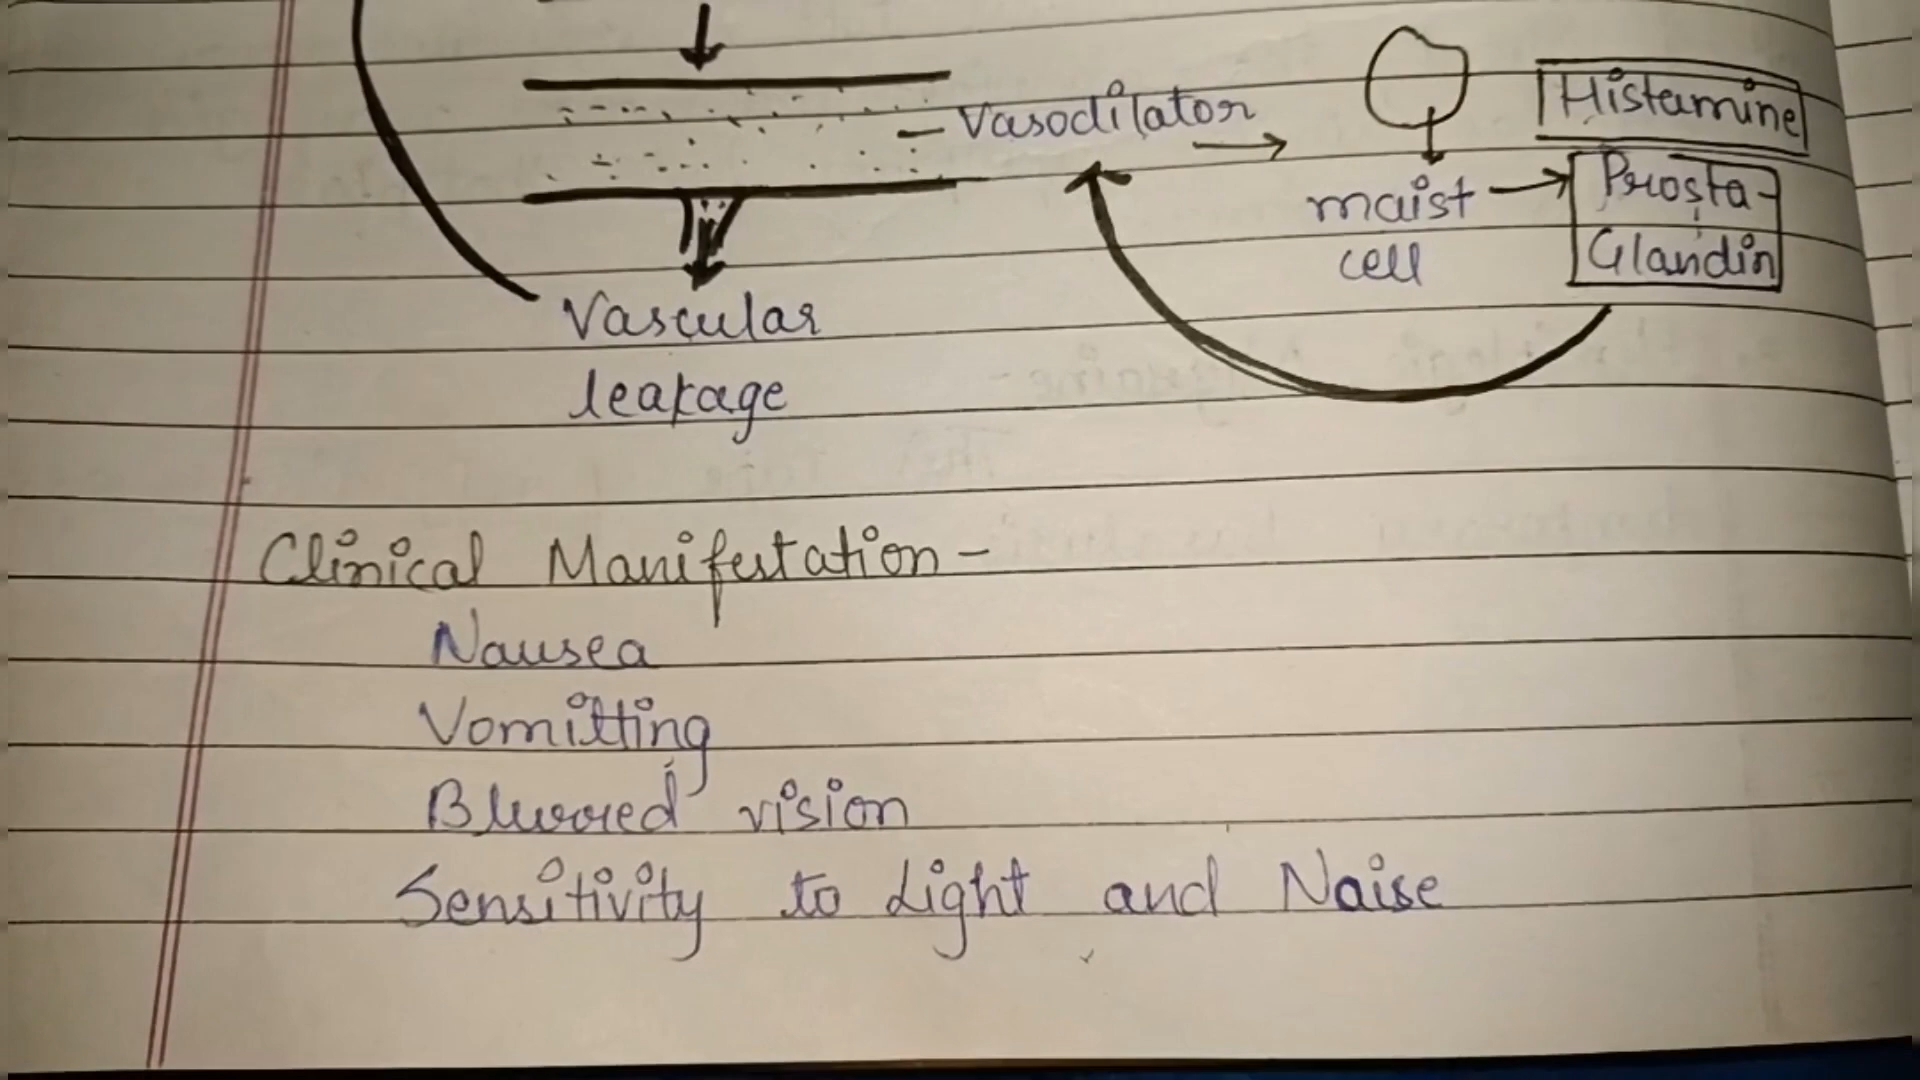 Vasodilator
Histamine
maist
cell
Prosta-
Glandin
Vascular
leakage
Clinical Manifestation -
Nausea
Vomitting
Blurred vision
Sensitivity to Light and Naise